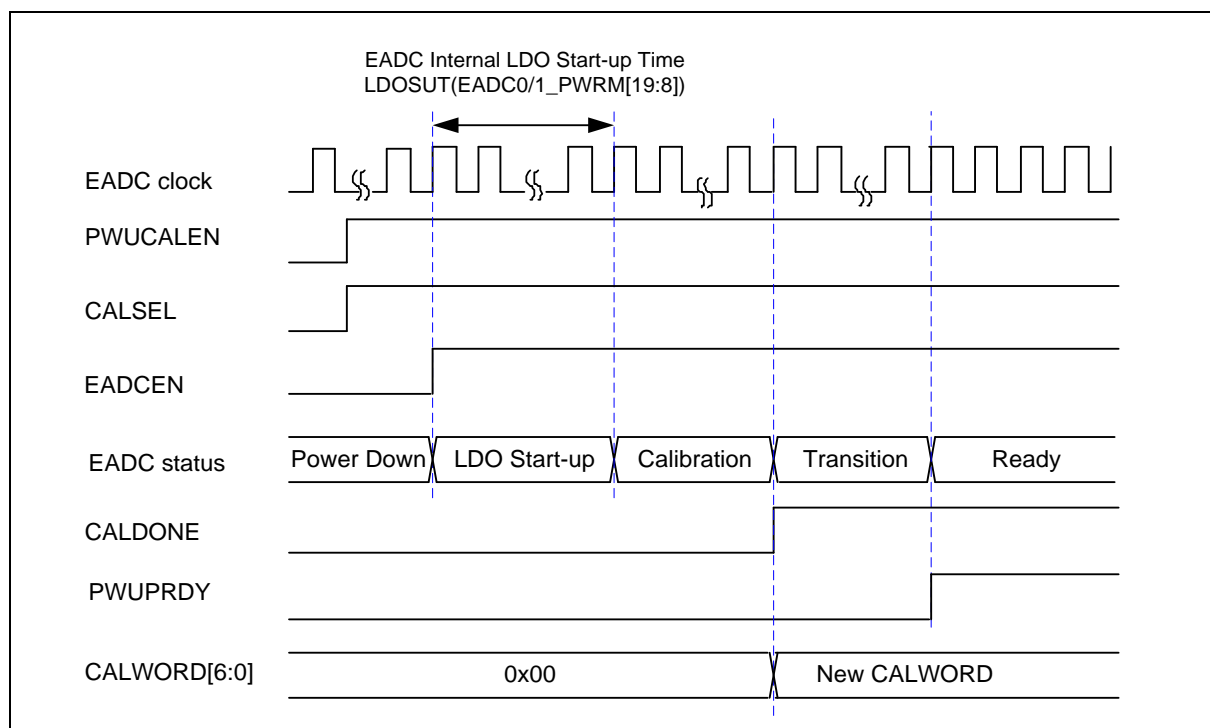 EADC Internal LDO Start-up Time
LDOSUT(EADC0/1_PWRM[19:8])
EADC clock
PWUCALEN
CALSEL
EADCEN
EADC status
Power Down
LDO Start-up
Calibration
Transition
Ready
CALDONE
PWUPRDY
CALWORD[6:0]
0x00
New CALWORD